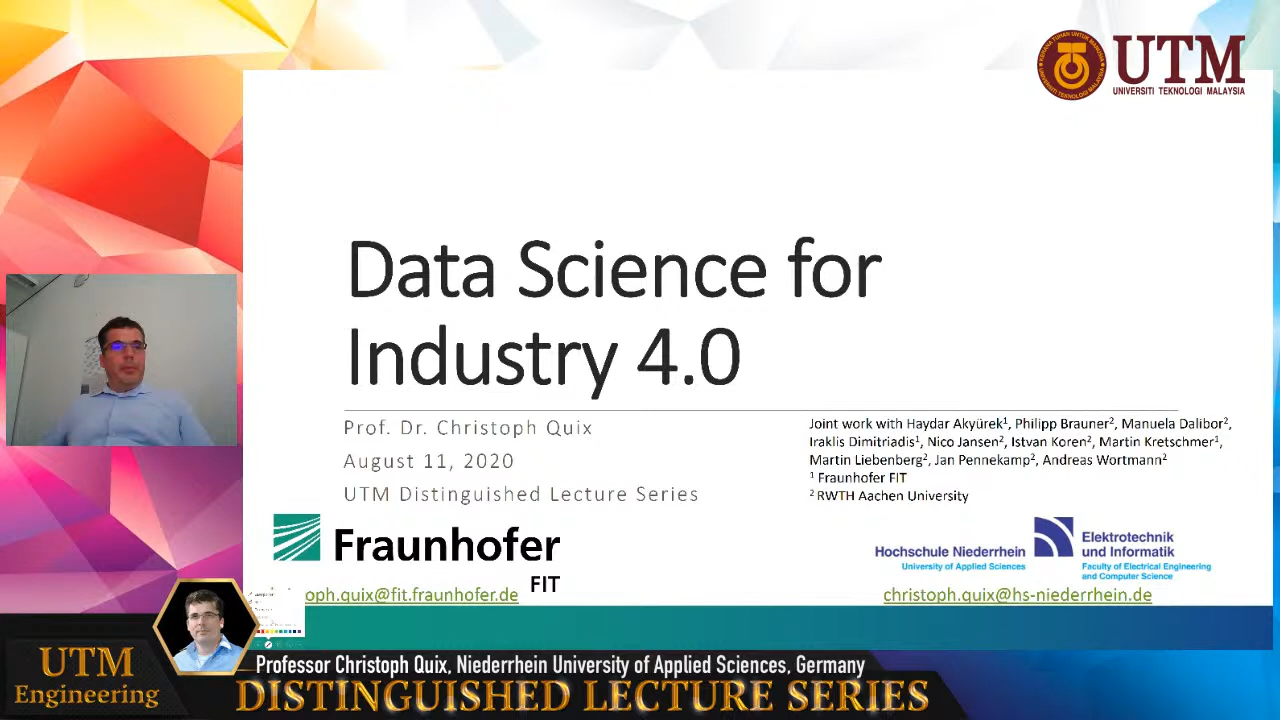 UTM
UNIVERSITI TEKNOLOGI MALAYSIA
Data Science for
Industry 4.0
Prof. Dr. Christoph Quix
August 11, 2020
UTM Distinguished Lecture Series
Joint work with Haydar Akyürek¹, Philipp Brauner², Manuela Dalibor²,
Iraklis Dimitriadis¹, Nico Jansen², Istvan Koren², Martin Kretschmer¹,
Martin Liebenberg², Jan Pennekamp², Andreas Wortmann²
¹ Fraunhofer FIT
² RWTH Aachen University
Fraunhofer
FIT
oph.quix@fit.fraunhofer.de
Hochschule Niederrhein
University of Applied Sciences
Elektrotechnik
und Informatik
Faculty of Electrical Engineering
and Computer Science
christoph.quix@hs-niederrhein.de
UTM
Engineering
Professor Christoph Quix, Niederrhein University of Applied Sciences, Germany
DISTINGUISHED LECTURE SERIES